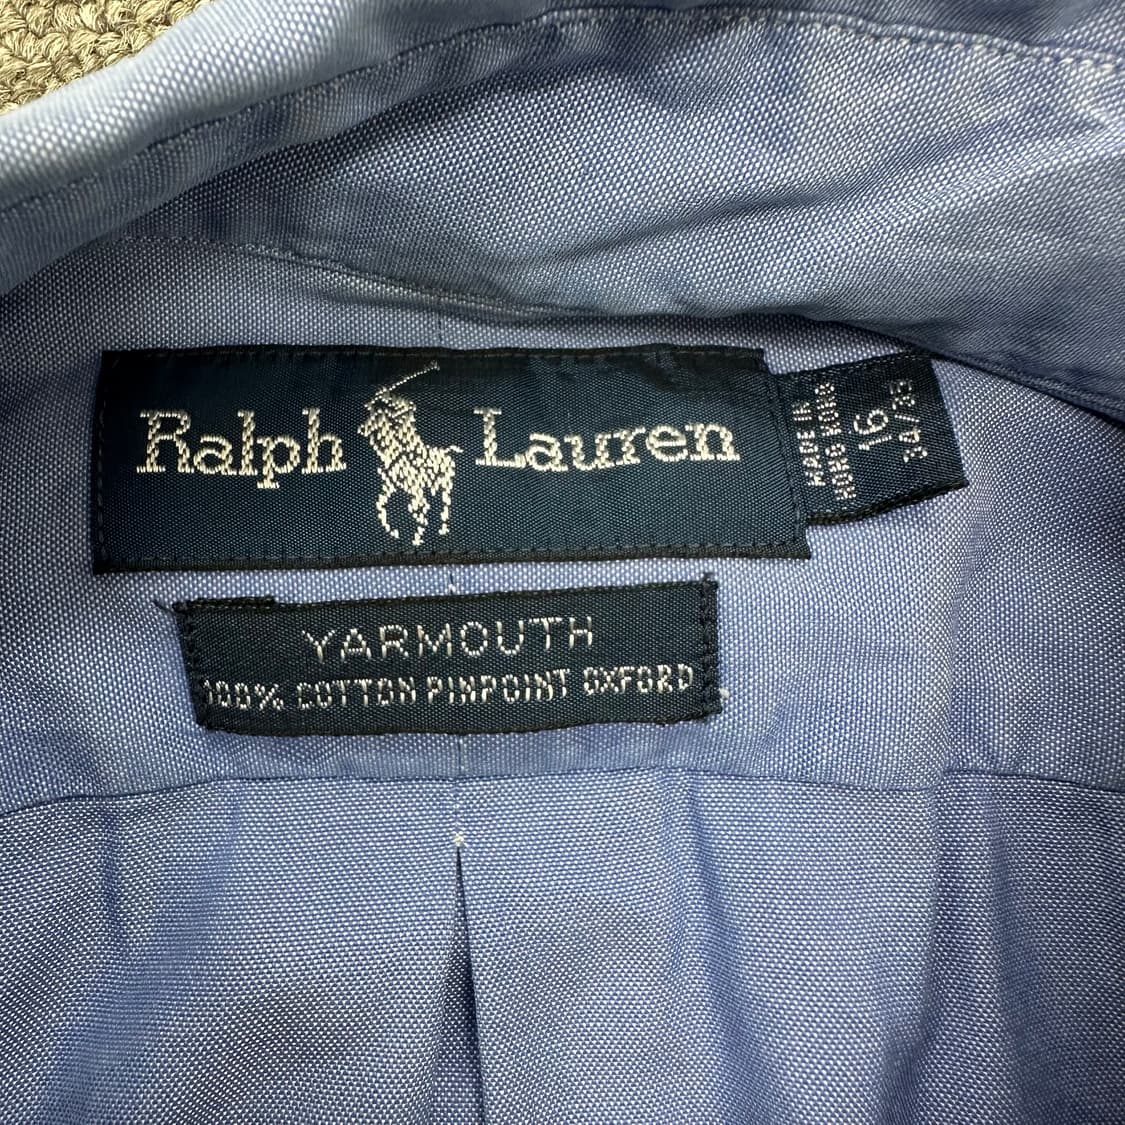 Ralph Lauren
MADE IN
HONG KONG
16
34/35
YARMOUTH
100% COTTON PINPOINT OXFORD